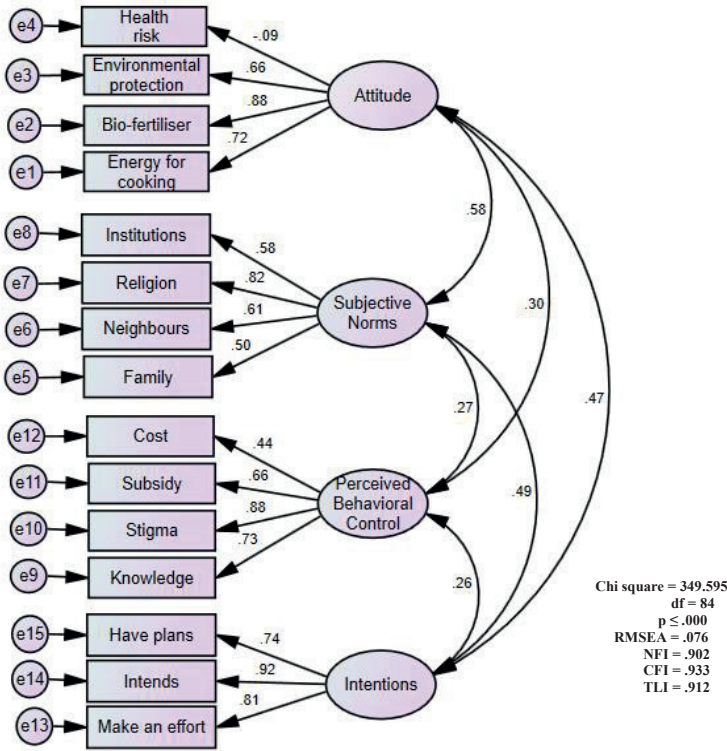 e4
Health
risk
-.09
e3
Environmental
protection
.66
Attitude
e2
Bio-fertiliser
.88
e1
Energy for
cooking
.72
.58
e8
Institutions
.58
e7
Religion
.82
Subjective
Norms
.30
e6
Neighbours
.61
e5
Family
.50
.47
.27
e12
Cost
.44
e11
Subsidy
.66
Perceived
Behavioral
Control
.49
e10
Stigma
.88
e9
Knowledge
.73
.26
e15
Have plans
.74
e14
Intends
.92
Intentions
e13
Make an effort
.81
Chi square = 349.595
df = 84
p ≤ .000
RMSEA = .076
NFI = .902
CFI = .933
TLI = .912